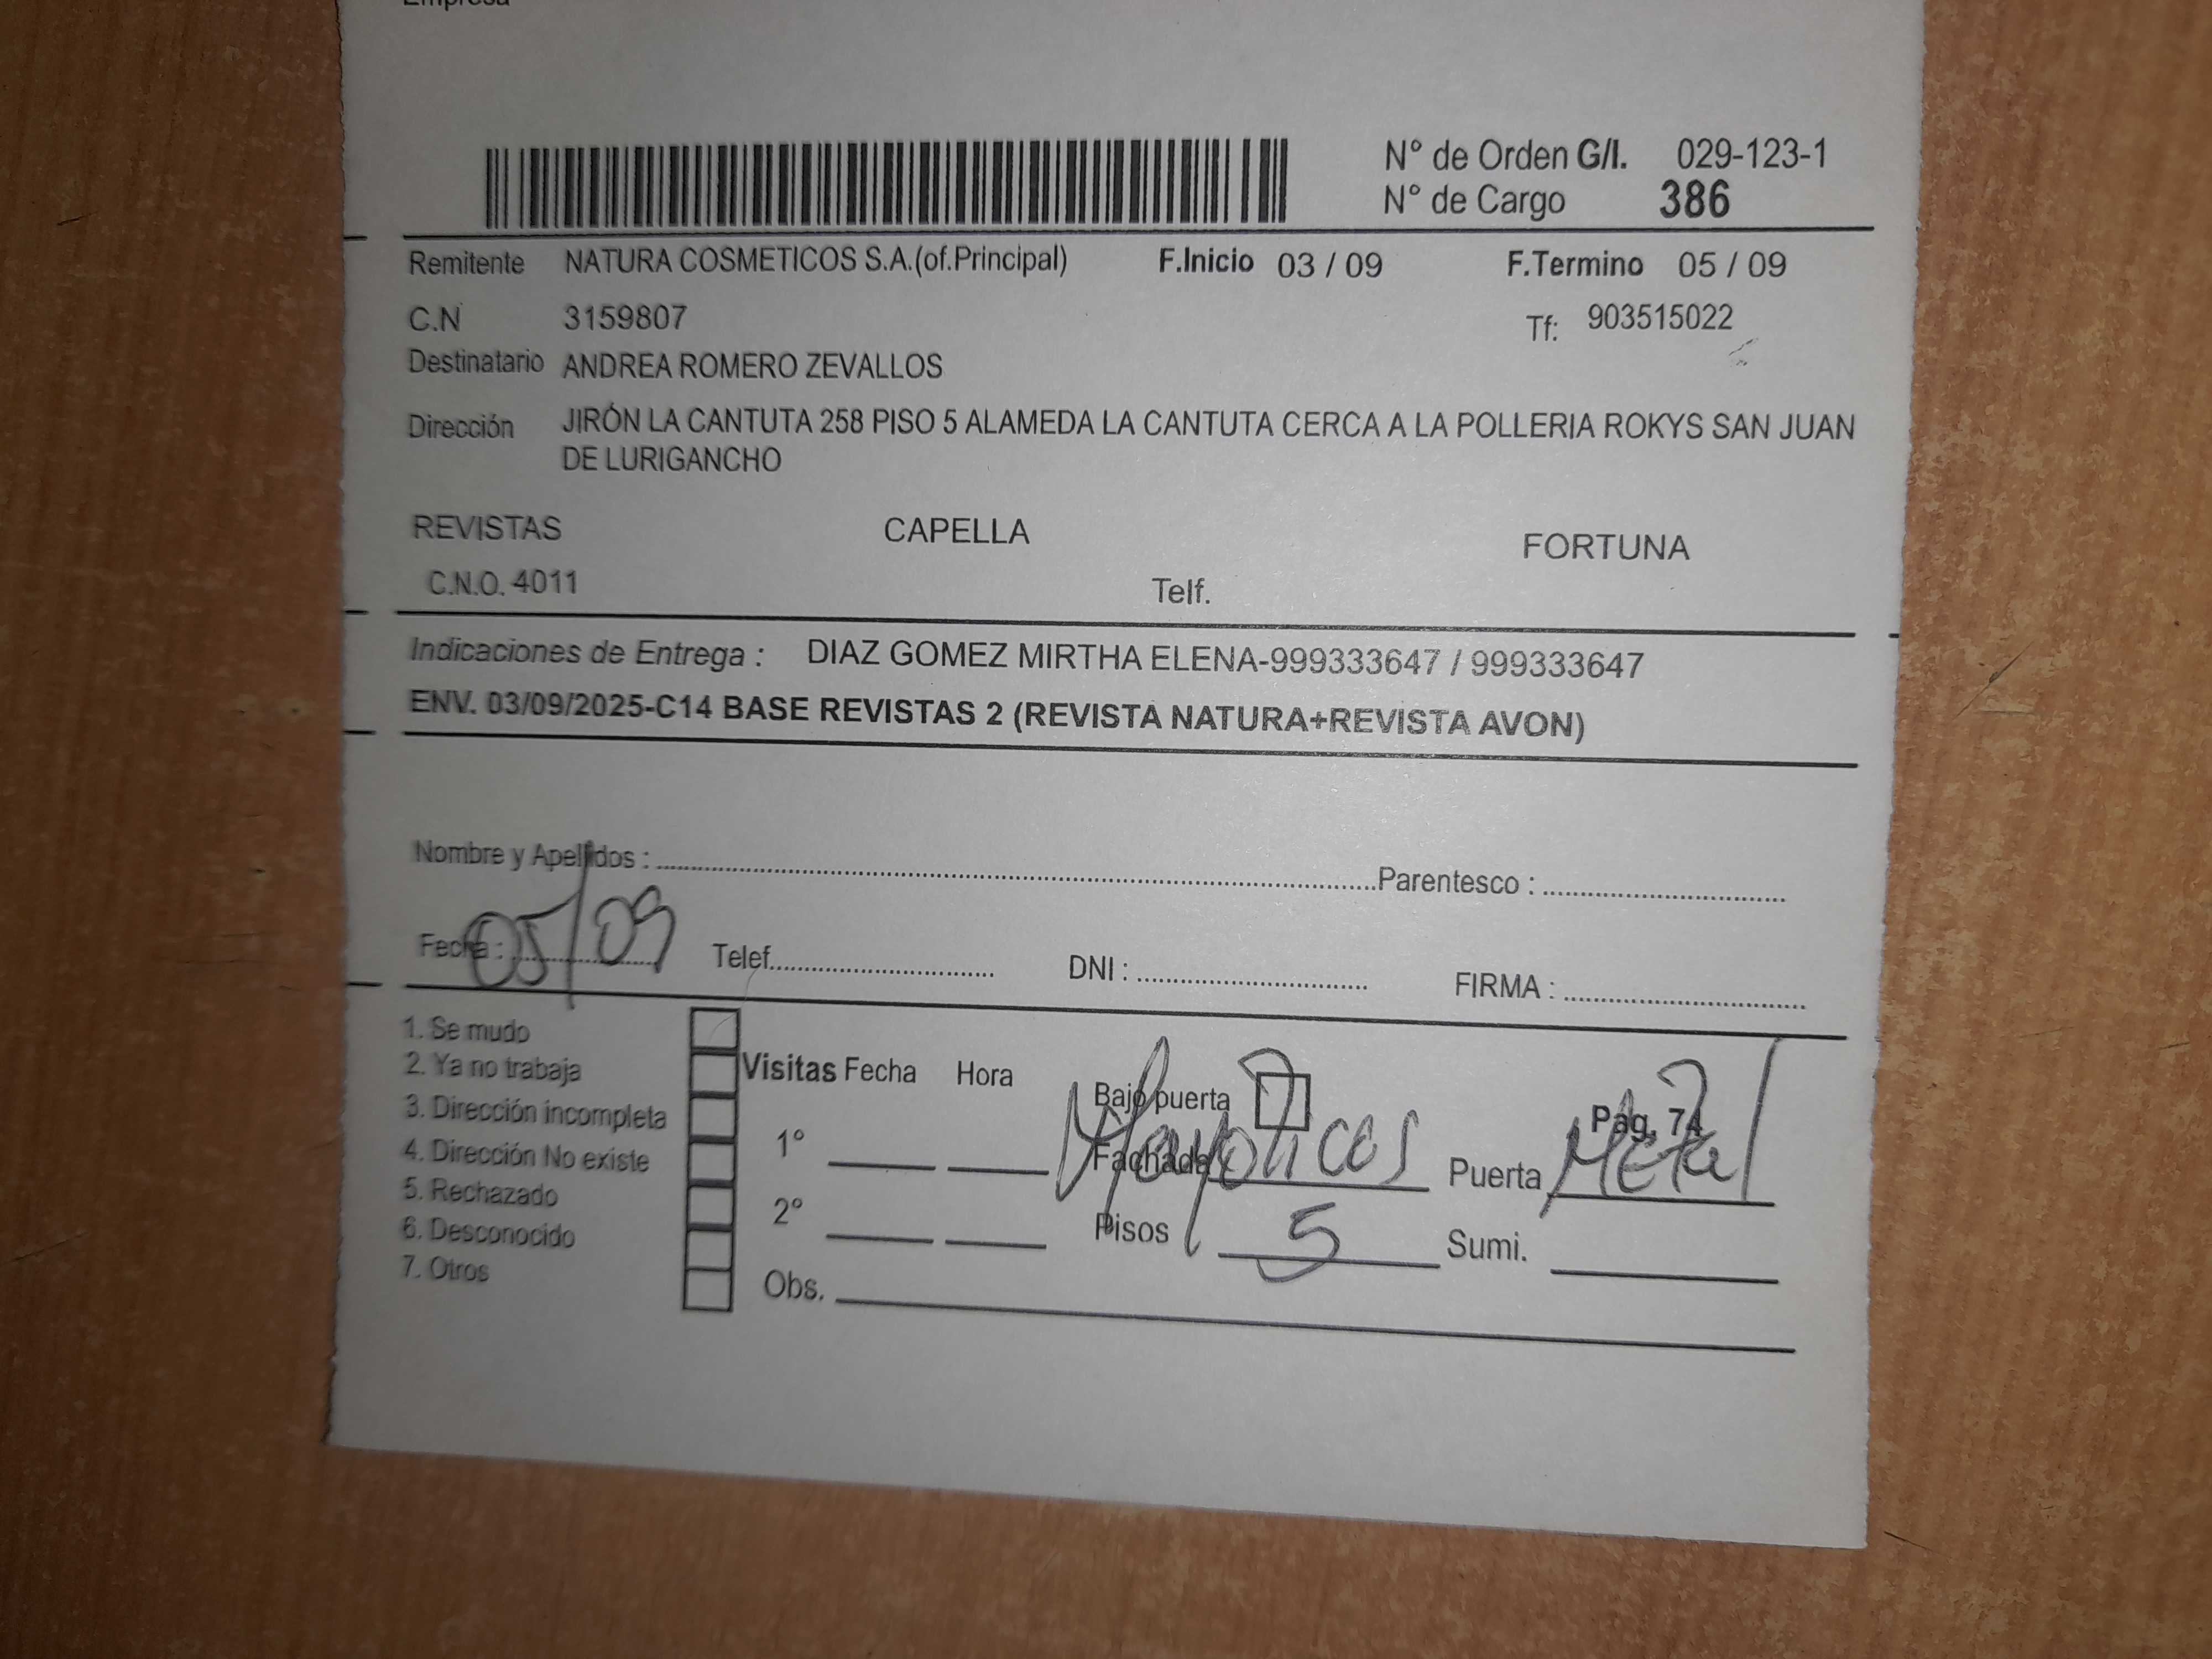 Empresa
N° de Orden G/I. 029-123-1
N° de Cargo 386
Remitente NATURA COSMETICOS S.A.(of.Principal) F.Inicio 03 / 09 F.Termino 05 / 09
C.N 3159807 Tf: 903515022
Destinatario ANDREA ROMERO ZEVALLOS
Dirección JIRÓN LA CANTUTA 258 PISO 5 ALAMEDA LA CANTUTA CERCA A LA POLLERIA ROKYS SAN JUAN
DE LURIGANCHO
REVISTAS CAPELLA FORTUNA
C.N.O. 4011 Telf.
Indicaciones de Entrega : DIAZ GOMEZ MIRTHA ELENA-999333647 / 999333647
ENV. 03/09/2025-C14 BASE REVISTAS 2 (REVISTA NATURA+REVISTA AVON)
Nombre y Apellidos : Parentesco :
Fecha : 05/09 Telef. DNI : FIRMA :
1. Se mudo
2. Ya no trabaja
3. Dirección incompleta
4. Dirección No existe
5. Rechazado
6. Desconocido
7. Otros
Visitas Fecha Hora Bajo puerta Pag. 74
1° Fachada Mayolicas Puerta Metal
2° Pisos 5 Sumi.
Obs.